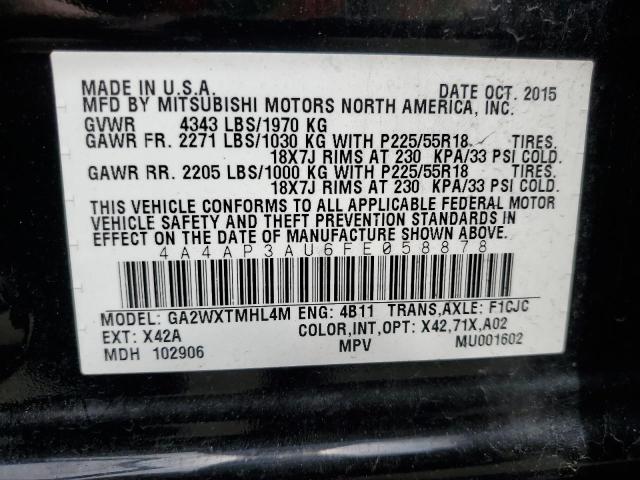 MADE IN U.S.A. DATE OCT. 2015
MFD BY MITSUBISHI MOTORS NORTH AMERICA, INC.
GVWR 4343 LBS/1970 KG
GAWR FR. 2271 LBS/1030 KG WITH P225/55R18 TIRES.
18X7J RIMS AT 230 KPA/33 PSI COLD.
GAWR RR. 2205 LBS/1000 KG WITH P225/55R18 TIRES.
18X7J RIMS AT 230 KPA/33 PSI COLD.
THIS VEHICLE CONFORMS TO ALL APPLICABLE FEDERAL MOTOR
VEHICLE SAFETY AND THEFT PREVENTION STANDARDS IN
EFFECT ON THE DATE OF MANUFACTURE SHOWN ABOVE.
4A4AP3AU6FE058878
MODEL: GA2WXTMHL4M ENG: 4B11 TRANS,AXLE: F1CJC
EXT: X42A COLOR,INT,OPT: X42,71X,A02
MDH 102906 MPV MU001602